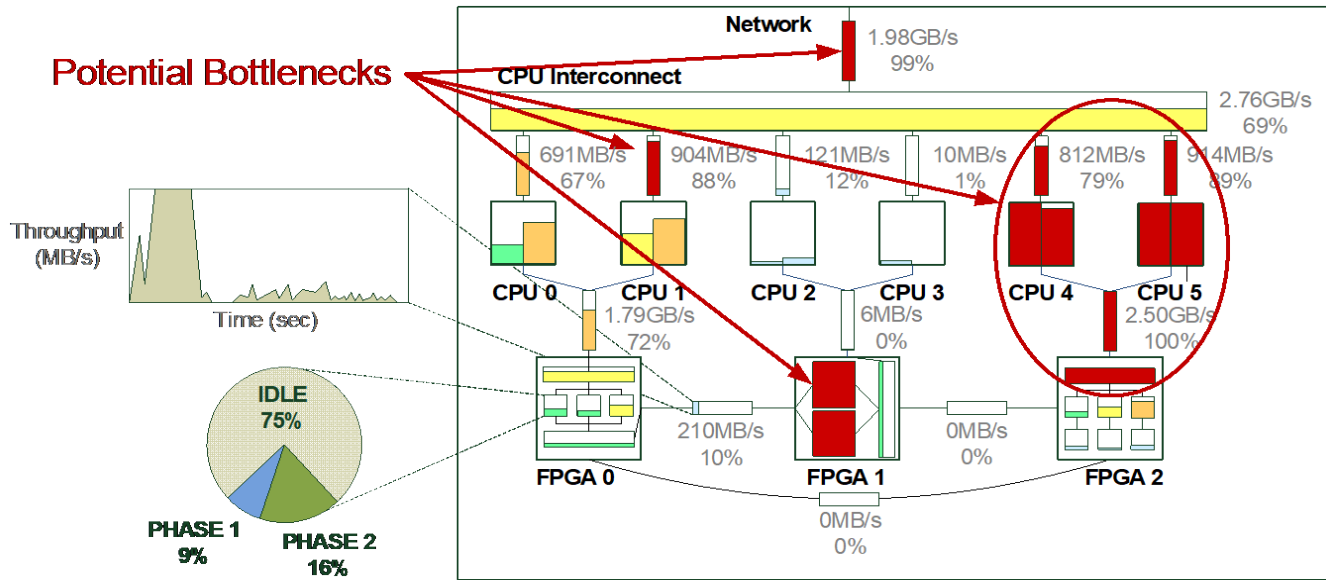 Network
1.98GB/s
99%
Potential Bottlenecks
CPU Interconnect
2.76GB/s
69%
691MB/s
67%
904MB/s
88%
121MB/s
12%
10MB/s
1%
812MB/s
79%
914MB/s
89%
Throughput
(MB/s)
Time (sec)
CPU 0
CPU 1
CPU 2
CPU 3
CPU 4
CPU 5
1.79GB/s
72%
6MB/s
0%
2.50GB/s
100%
IDLE
75%
PHASE 1
9%
PHASE 2
16%
210MB/s
10%
0MB/s
0%
FPGA 0
FPGA 1
FPGA 2
0MB/s
0%